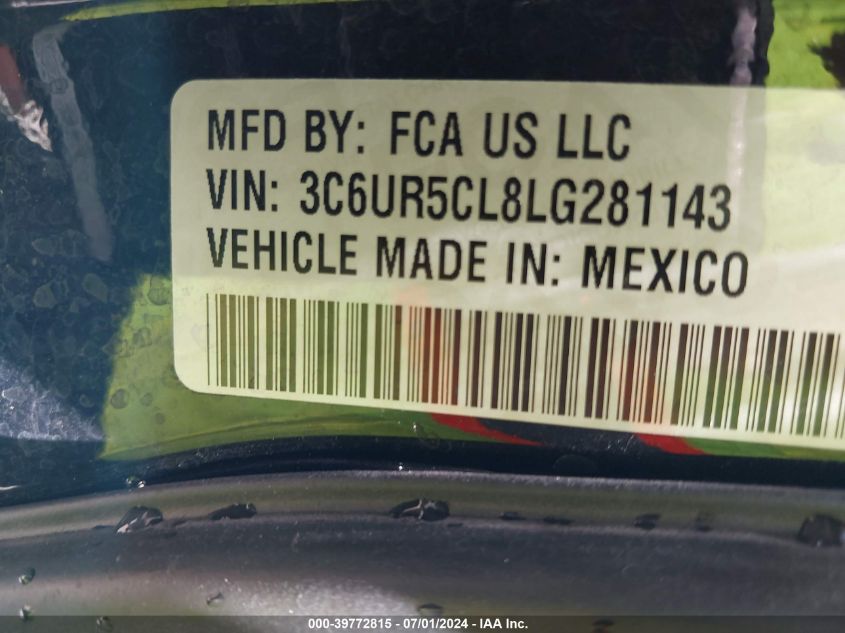 MFD BY: FCA US LLC
VIN: 3C6UR5CL8LG281143
VEHICLE MADE IN: MEXICO
000-39772815 - 07/01/2024 - IAA Inc.